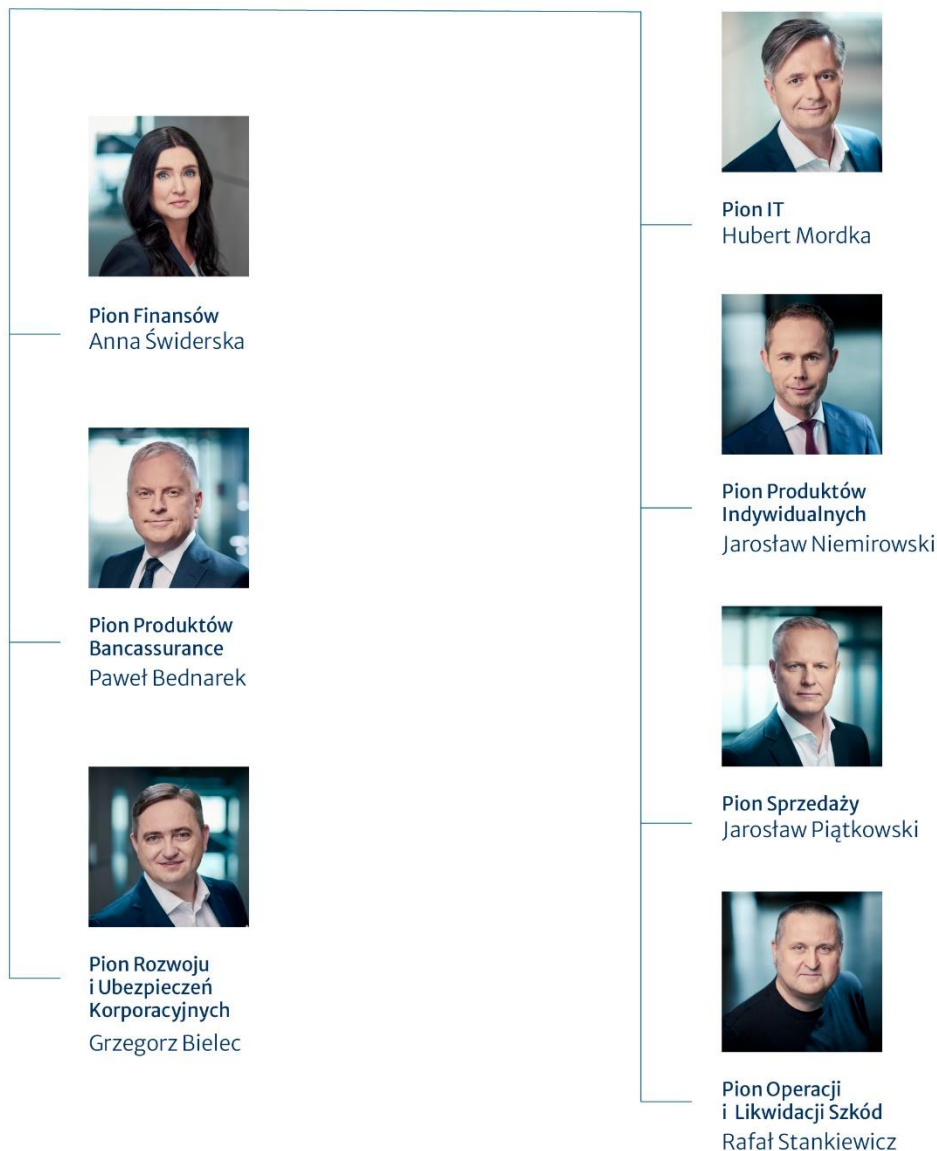 Pion Finansów
Anna Świderska
Pion Produktów
Bancassurance
Paweł Bednarek
Pion Rozwoju
i Ubezpieczeń
Korporacyjnych
Grzegorz Bielec
Pion IT
Hubert Mordka
Pion Produktów
Indywidualnych
Jarosław Niemirowski
Pion Sprzedaży
Jarosław Piątkowski
Pion Operacji
i Likwidacji Szkód
Rafał Stankiewicz